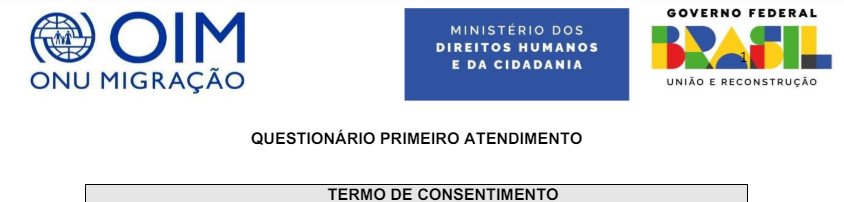 OIM
ONU MIGRAÇÃO
MINISTÉRIO DOS
DIREITOS HUMANOS
E DA CIDADANIA
GOVERNO FEDERAL
BRASIL
1
UNIÃO E RECONSTRUÇÃO
QUESTIONÁRIO PRIMEIRO ATENDIMENTO
TERMO DE CONSENTIMENTO